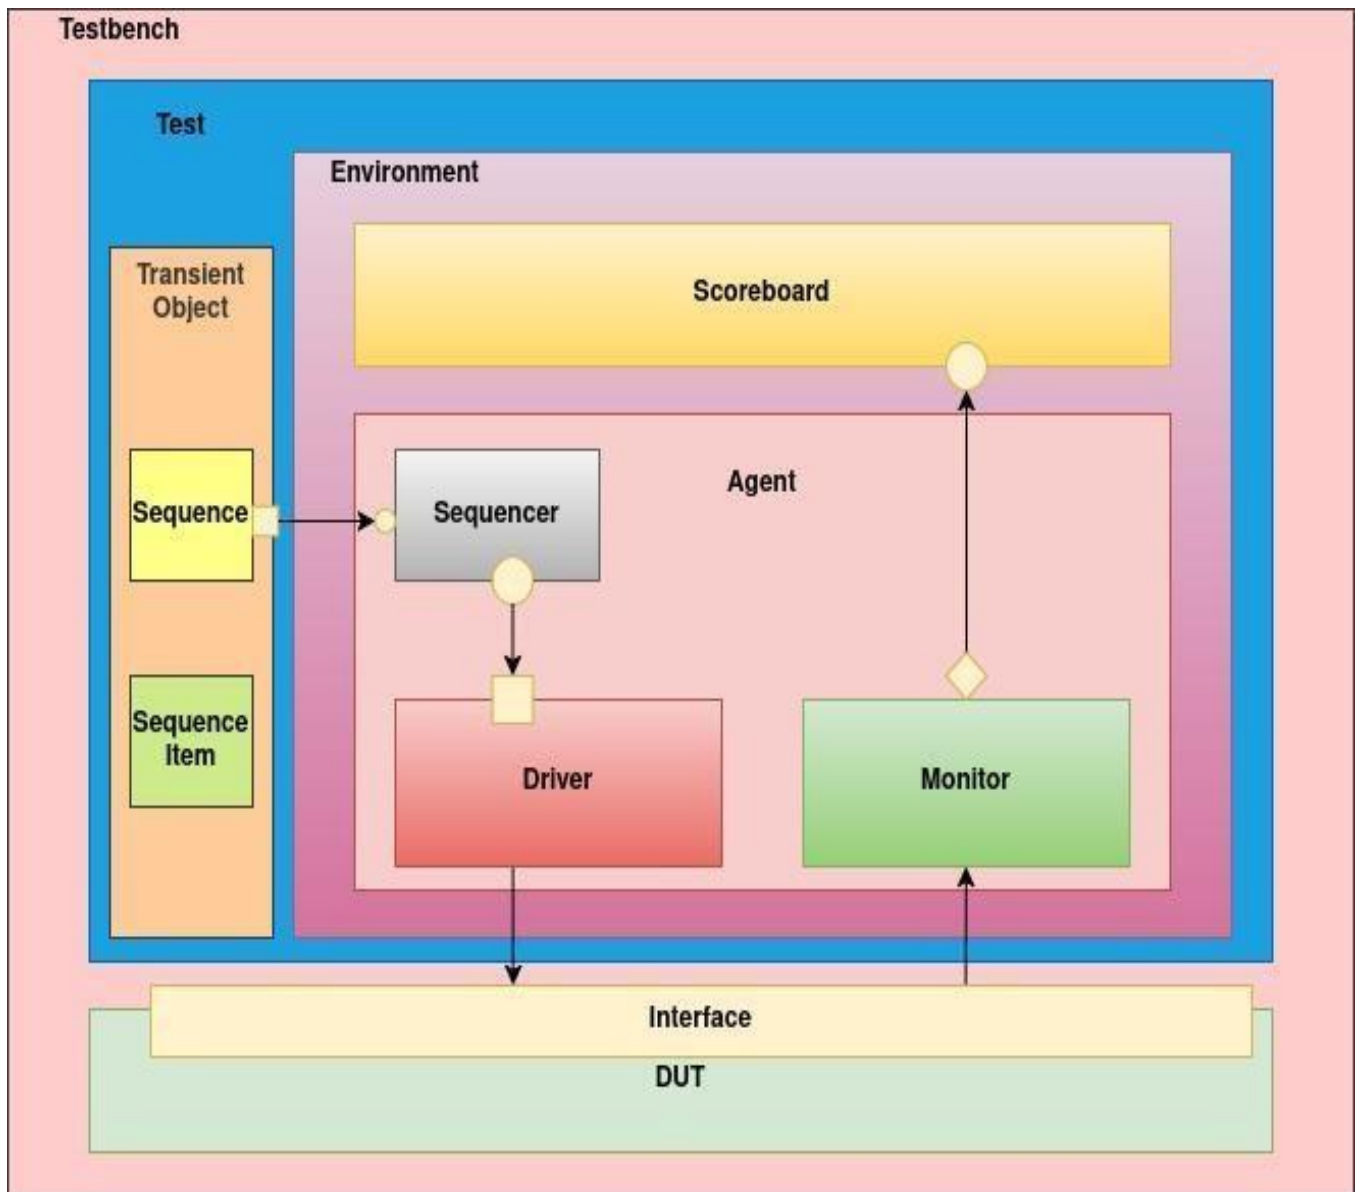 Testbench
Test
Environment
Transient
Object
Scoreboard
Agent
Sequence
Sequencer
Sequence
Item
Driver
Monitor
Interface
DUT